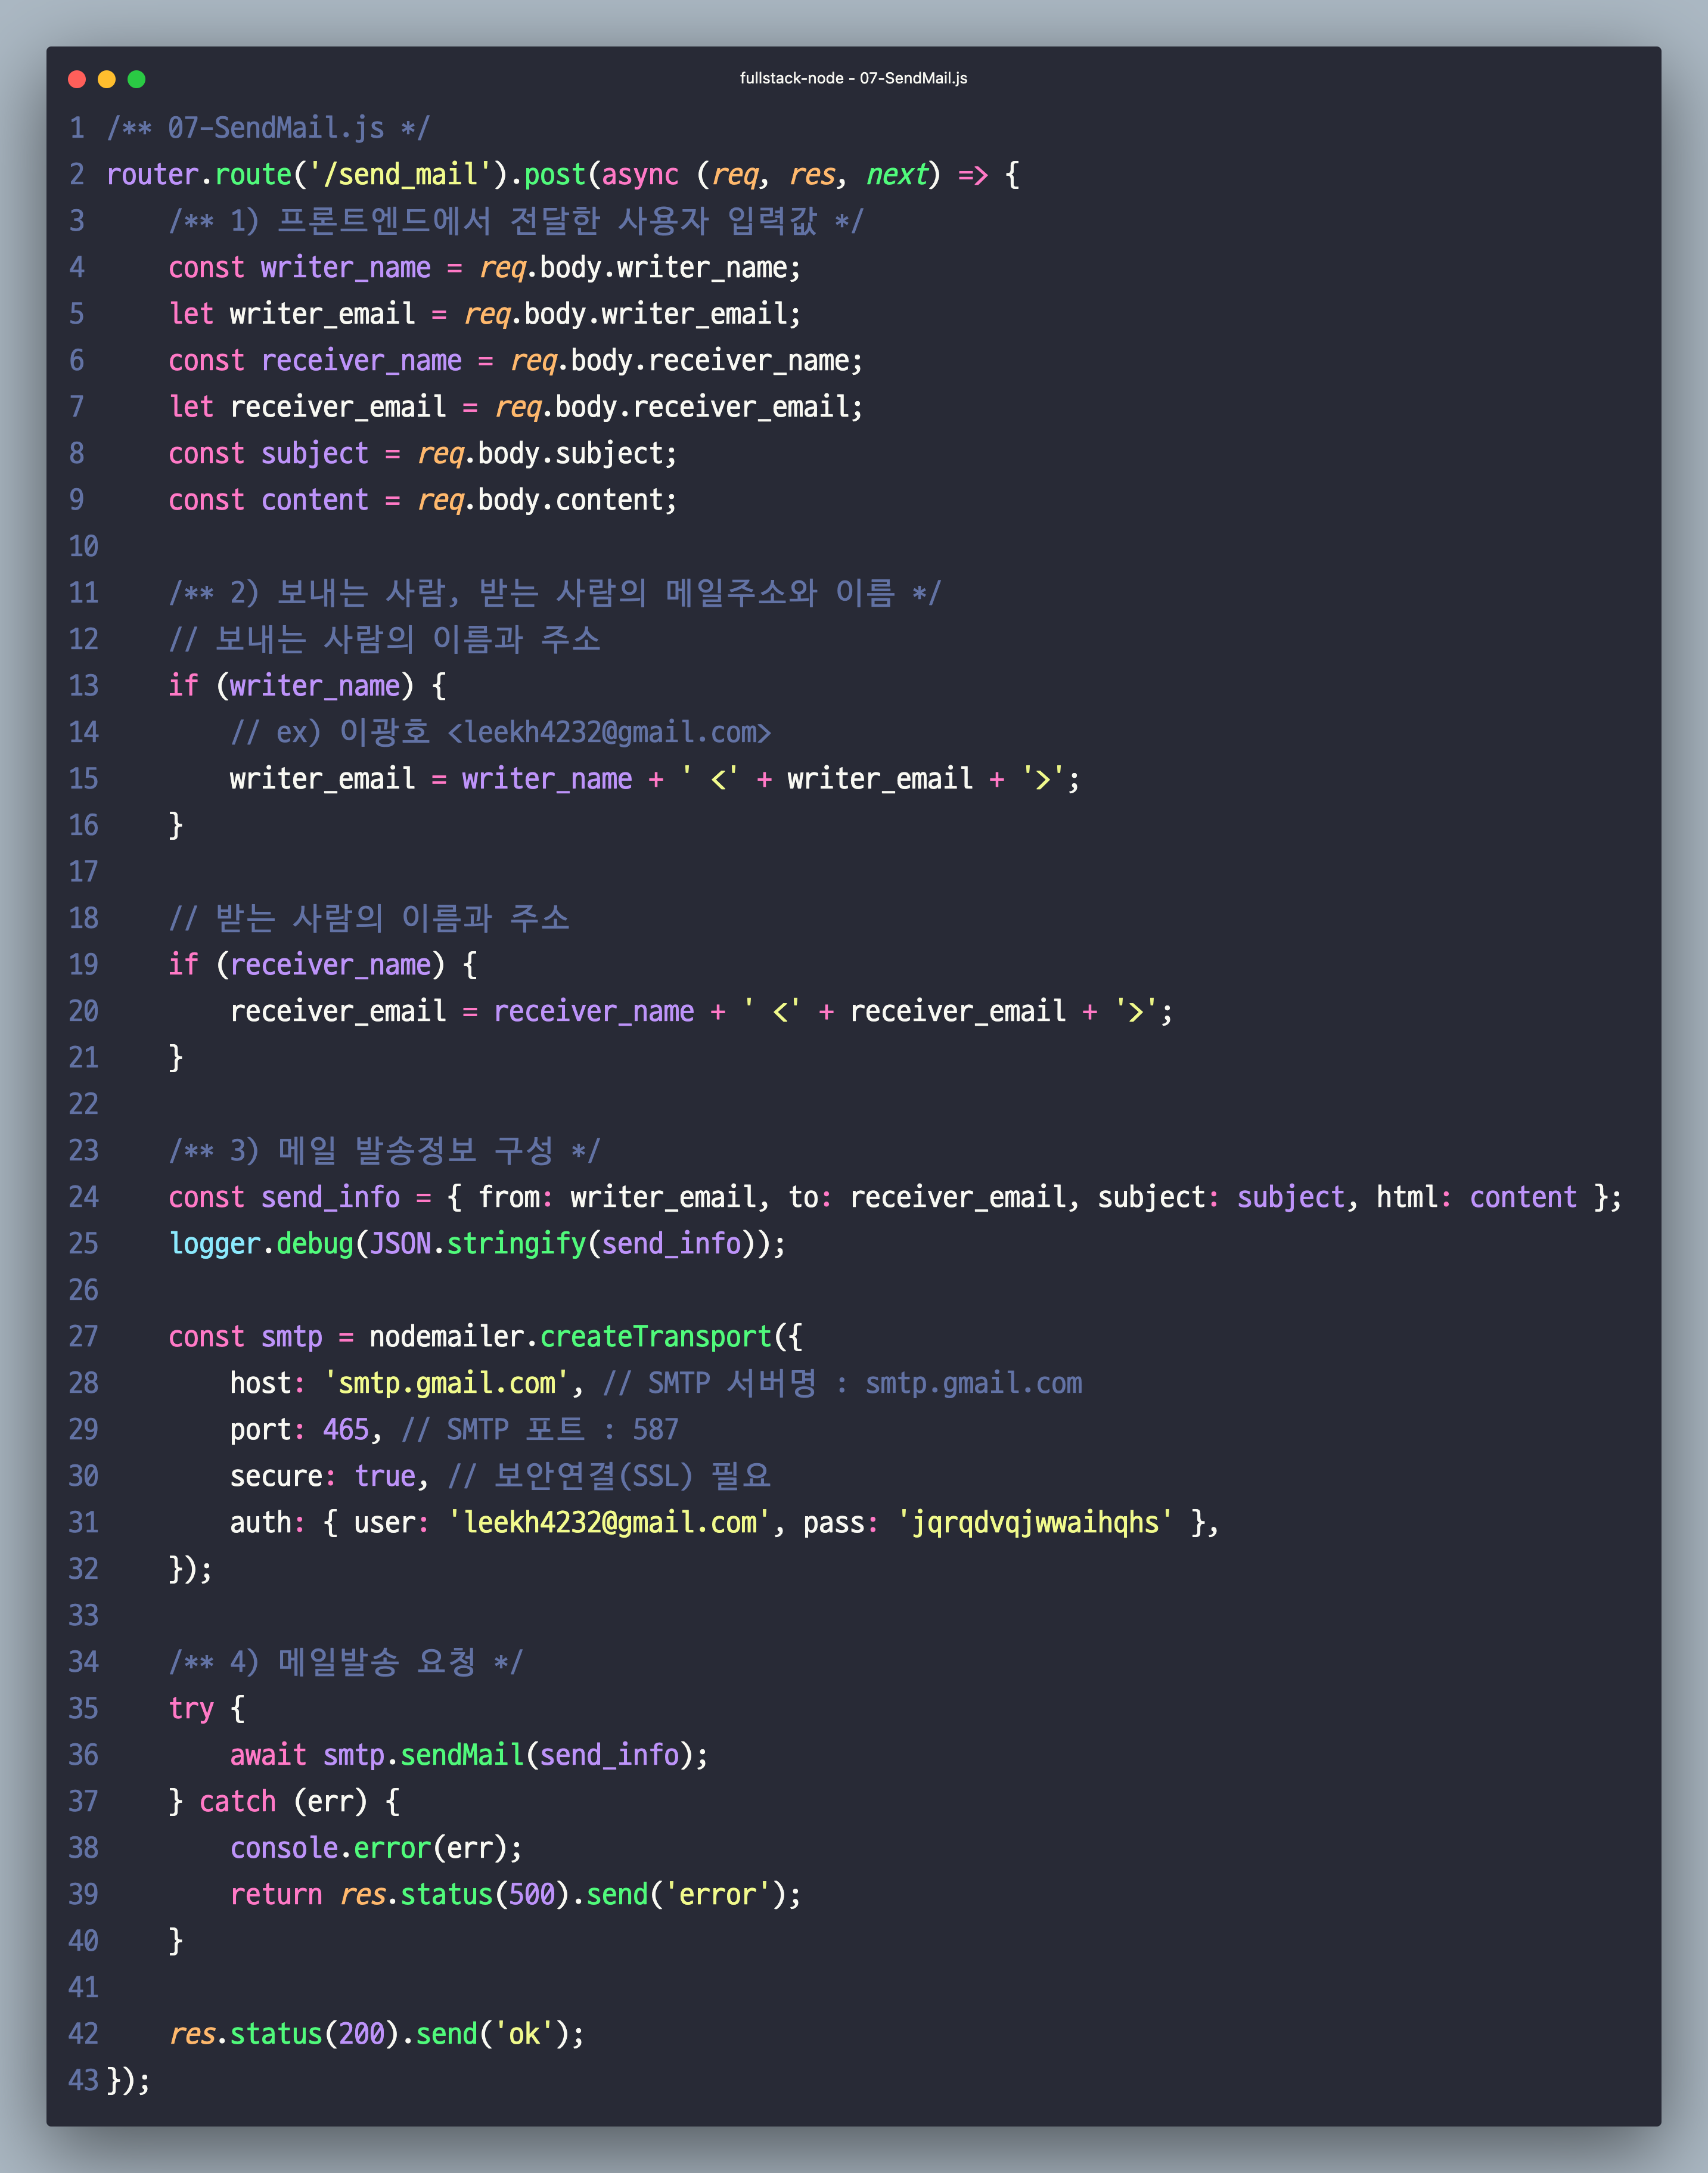 fullstack-node - 07-SendMail.js
1 /** 07-SendMail.js */
2 router.route('/send_mail').post(async (req, res, next) => {
3     /** 1) 프론트엔드에서 전달한 사용자 입력값 */
4     const writer_name = req.body.writer_name;
5     let writer_email = req.body.writer_email;
6     const receiver_name = req.body.receiver_name;
7     let receiver_email = req.body.receiver_email;
8     const subject = req.body.subject;
9     const content = req.body.content;
10
11     /** 2) 보내는 사람, 받는 사람의 메일주소와 이름 */
12     // 보내는 사람의 이름과 주소
13     if (writer_name) {
14         // ex) 이광호 <leekh4232@gmail.com>
15         writer_email = writer_name + ' <' + writer_email + '>';
16     }
17
18     // 받는 사람의 이름과 주소
19     if (receiver_name) {
20         receiver_email = receiver_name + ' <' + receiver_email + '>';
21     }
22
23     /** 3) 메일 발송정보 구성 */
24     const send_info = { from: writer_email, to: receiver_email, subject: subject, html: content };
25     logger.debug(JSON.stringify(send_info));
26
27     const smtp = nodemailer.createTransport({
28         host: 'smtp.gmail.com', // SMTP 서버명 : smtp.gmail.com
29         port: 465, // SMTP 포트 : 587
30         secure: true, // 보안연결(SSL) 필요
31         auth: { user: 'leekh4232@gmail.com', pass: 'jqrqdvqjwwaihqhs' },
32     });
33
34     /** 4) 메일발송 요청 */
35     try {
36         await smtp.sendMail(send_info);
37     } catch (err) {
38         console.error(err);
39         return res.status(500).send('error');
40     }
41
42     res.status(200).send('ok');
43 });